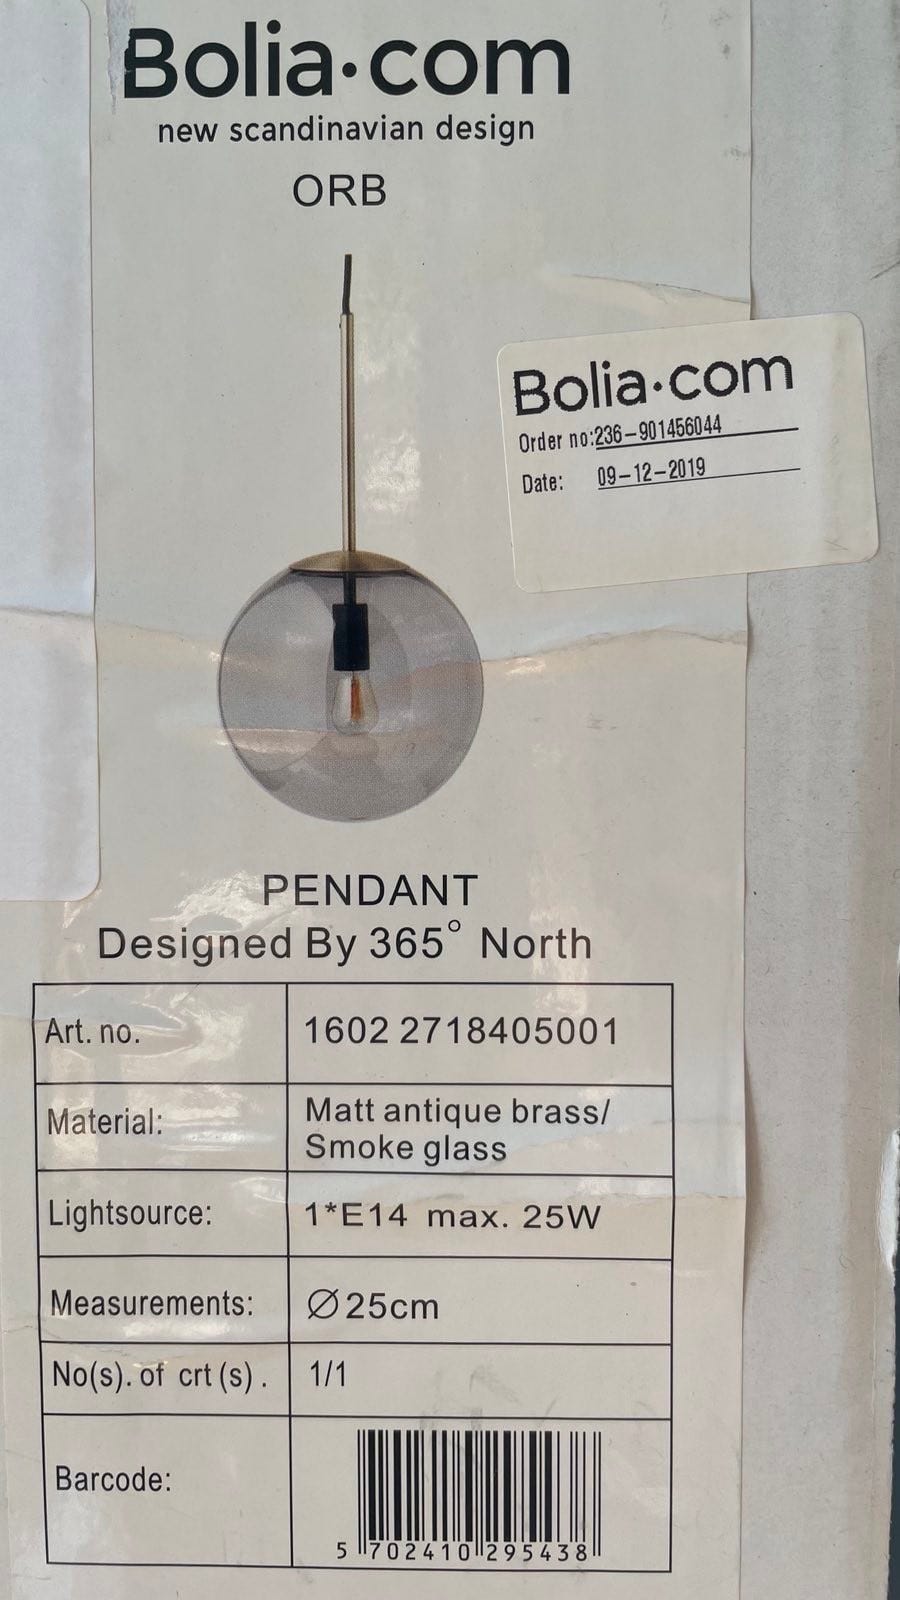 Bolia·com
new scandinavian design
ORB
Bolia·com
Order no:236-901456044
Date: 09-12-2019
PENDANT
Designed By 365° North
Art. no. 1602 2718405001
Material: Matt antique brass/
Smoke glass
Lightsource: 1*E14 max. 25W
Measurements: Ø25cm
No(s). of crt(s). 1/1
Barcode:
5 702410 295438